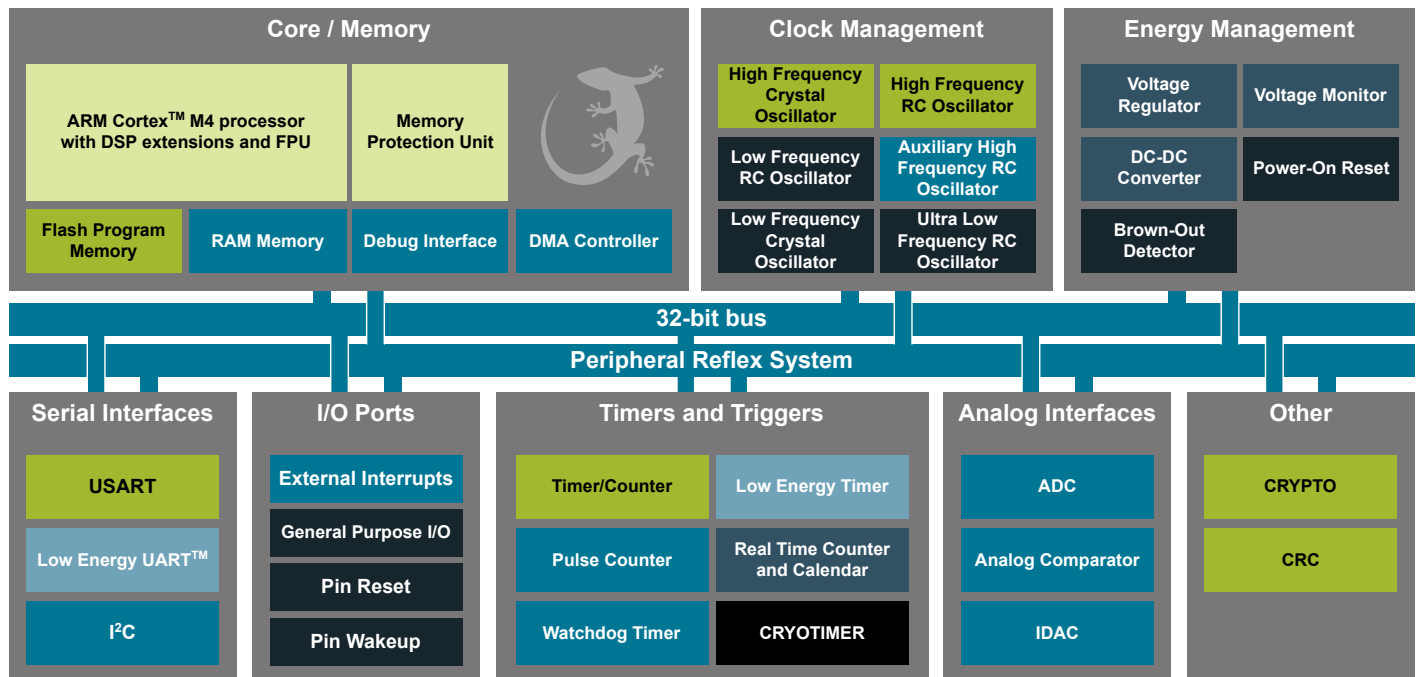 Core / Memory
ARM Cortex™ M4 processor
with DSP extensions and FPU
Memory
Protection Unit
Flash Program
Memory
RAM Memory
Debug Interface
DMA Controller
Clock Management
High Frequency
Crystal
Oscillator
High Frequency
RC Oscillator
Low Frequency
RC Oscillator
Auxiliary High
Frequency RC
Oscillator
Low Frequency
Crystal
Oscillator
Ultra Low
Frequency RC
Oscillator
Energy Management
Voltage
Regulator
Voltage Monitor
DC-DC
Converter
Power-On Reset
Brown-Out
Detector
32-bit bus
Peripheral Reflex System
Serial Interfaces
USART
Low Energy UART™
I²C
I/O Ports
External Interrupts
General Purpose I/O
Pin Reset
Pin Wakeup
Timers and Triggers
Timer/Counter
Low Energy Timer
Pulse Counter
Real Time Counter
and Calendar
Watchdog Timer
CRYOTIMER
Analog Interfaces
ADC
Analog Comparator
IDAC
Other
CRYPTO
CRC